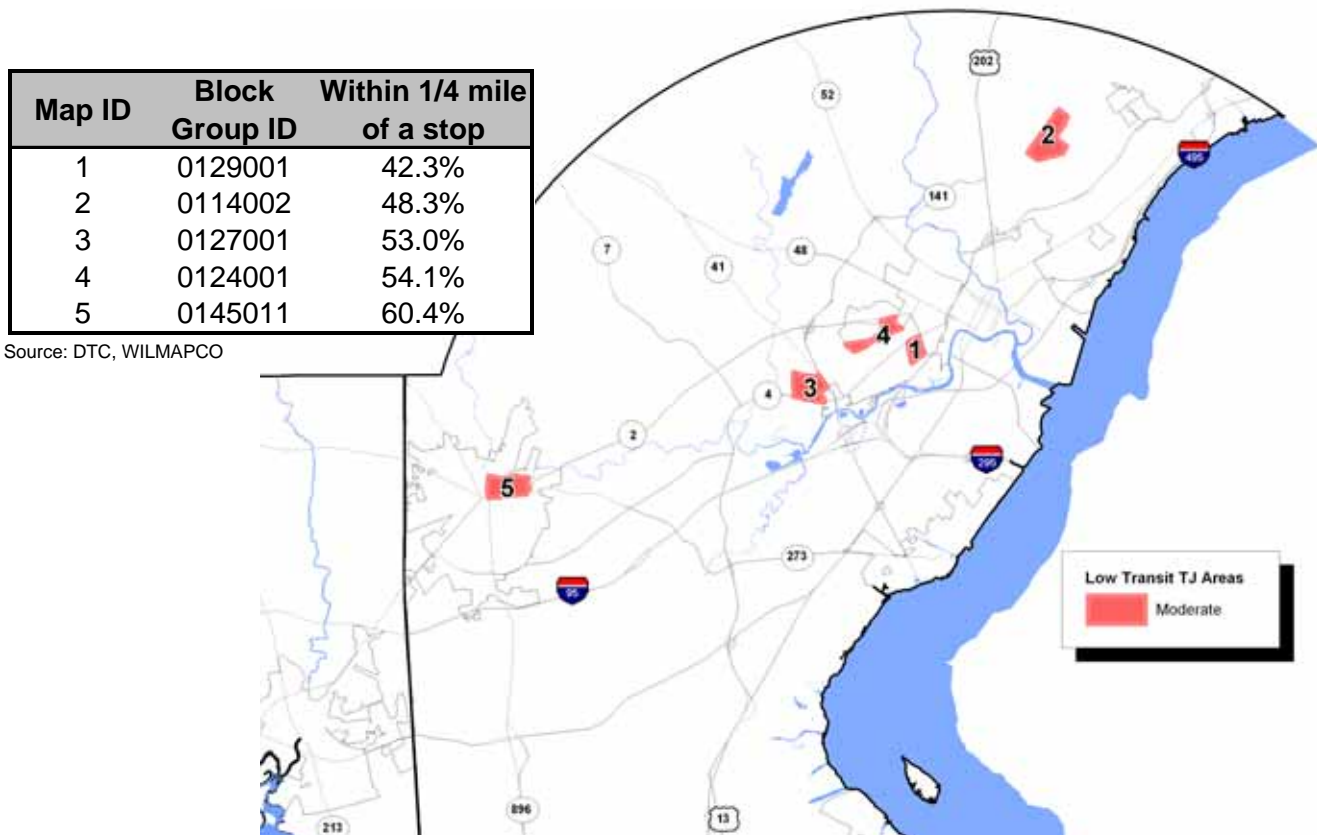 Map ID Block Group ID Within 1/4 mile of a stop
1 0129001 42.3%
2 0114002 48.3%
3 0127001 53.0%
4 0124001 54.1%
5 0145011 60.4%
Source: DTC, WILMAPCO
202
52
2
495
141
7
48
41
4
1
3
4
2
295
5
273
95
Low Transit TJ Areas
Moderate
896
13
213